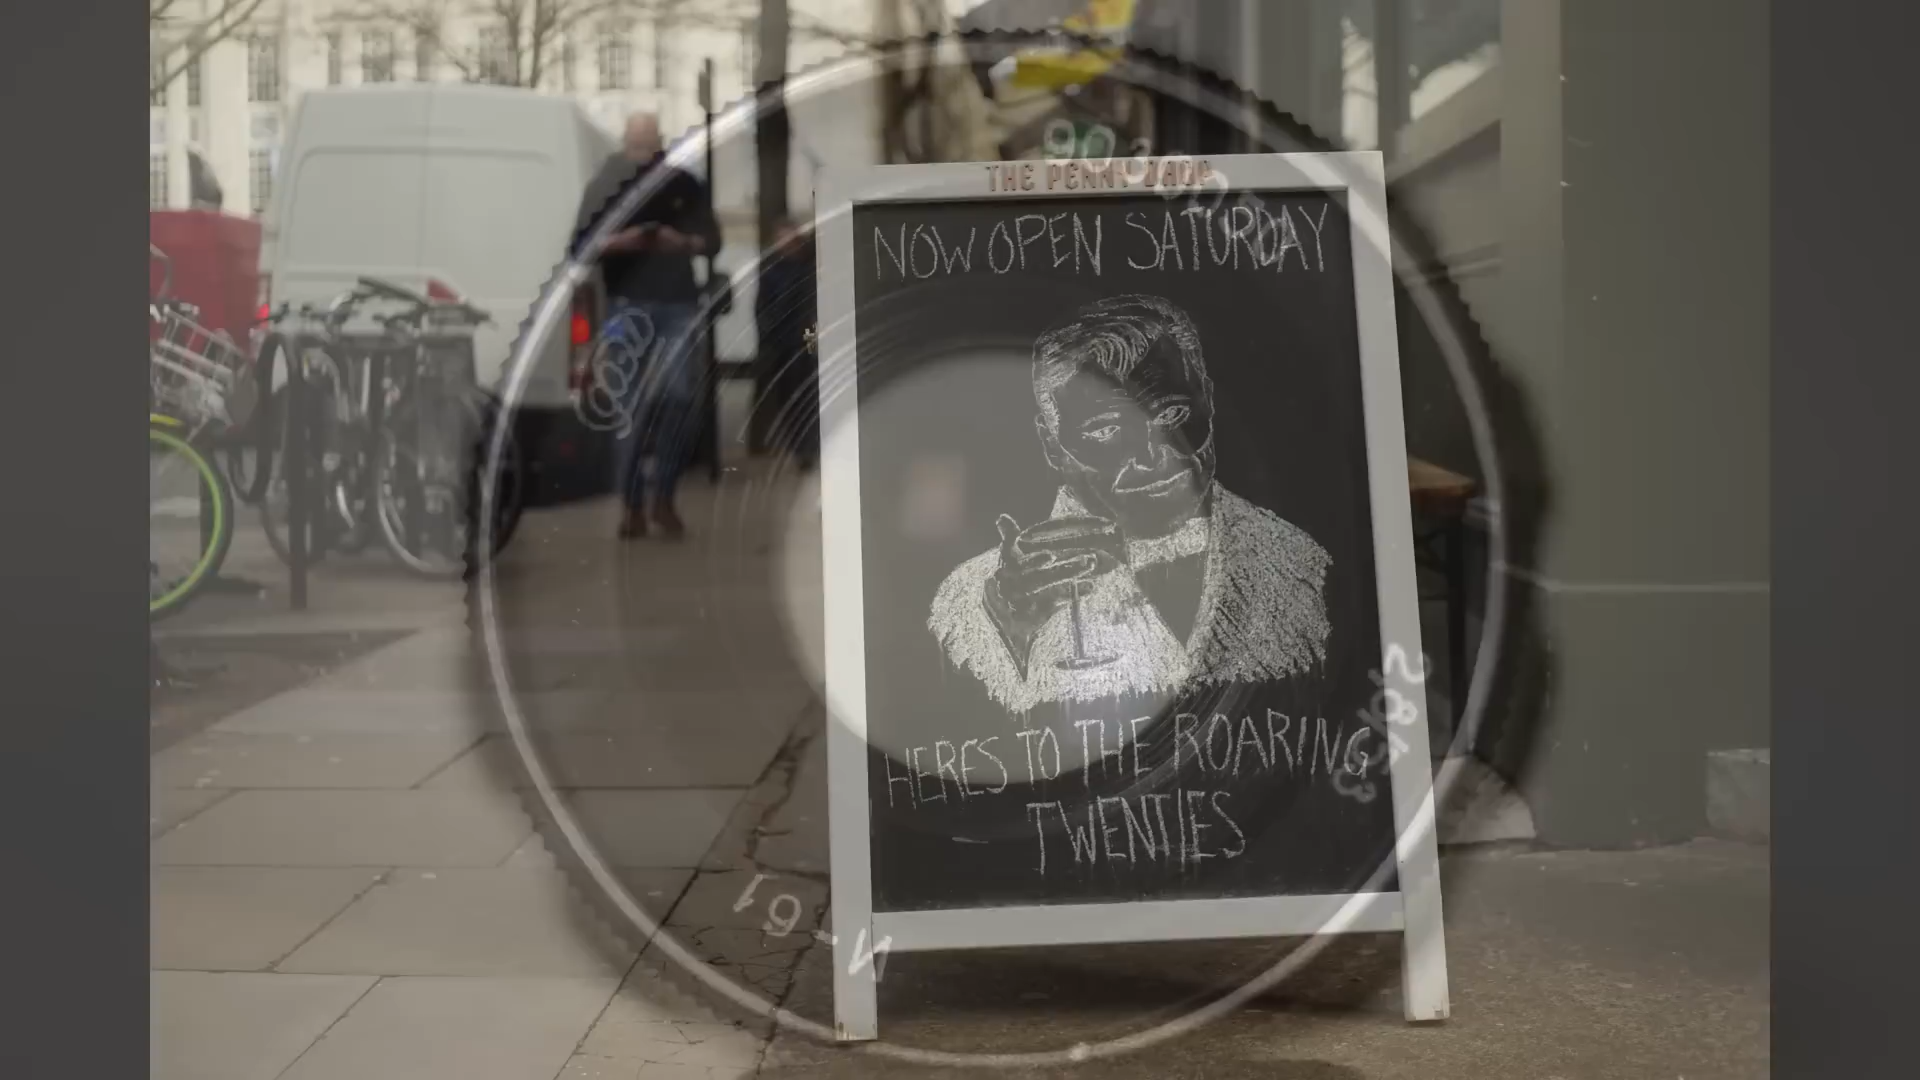 THE PENNY DROP
NOW OPEN SATURDAY
HERES TO THE ROARING
TWENTIES